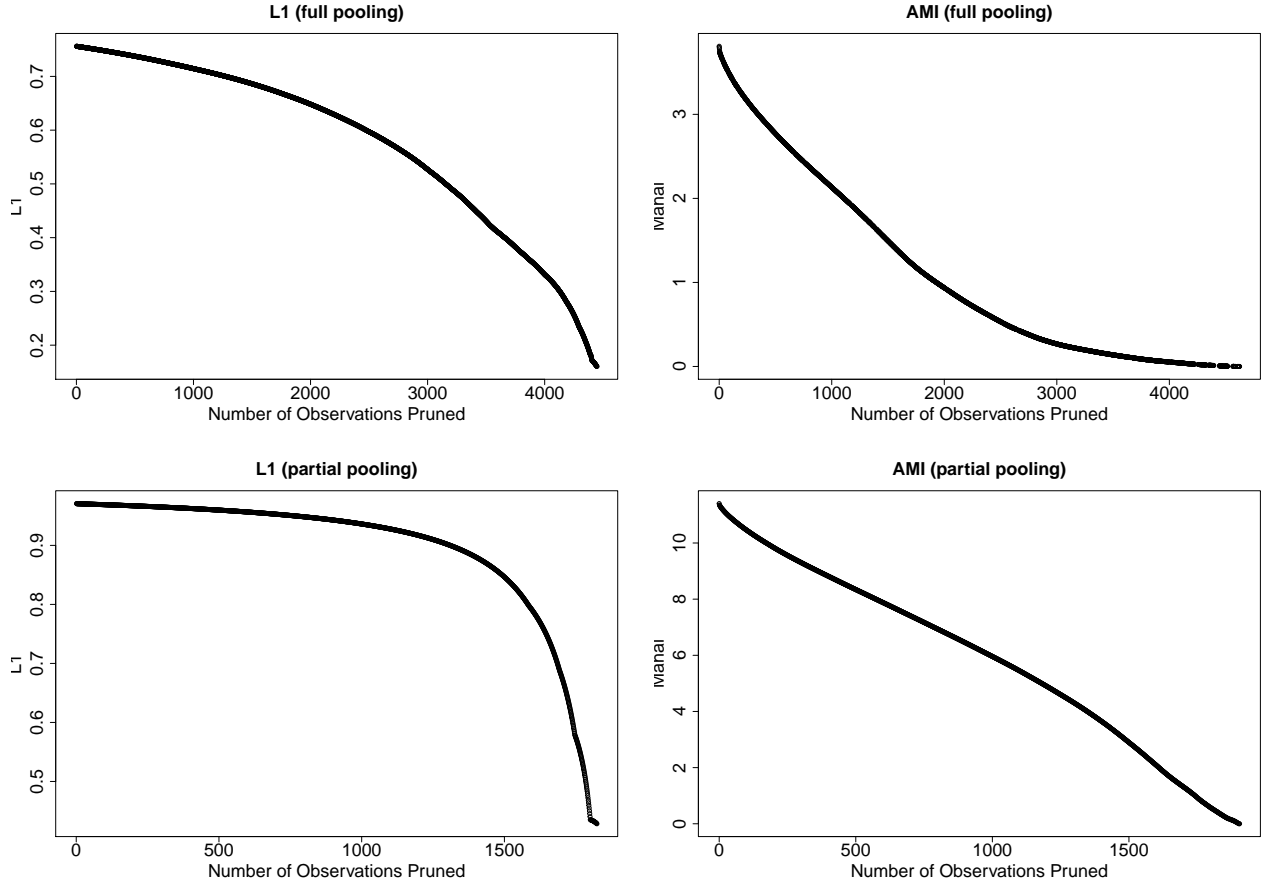 L1 (full pooling)
L1
0.2 0.3 0.4 0.5 0.6 0.7
0 1000 2000 3000 4000
Number of Observations Pruned
AMI (full pooling)
0 1 2 3
0 1000 2000 3000 4000
Number of Observations Pruned
L1 (partial pooling)
L1
0.5 0.6 0.7 0.8 0.9
0 500 1000 1500
Number of Observations Pruned
AMI (partial pooling)
0 2 4 6 8 10
0 500 1000 1500
Number of Observations Pruned